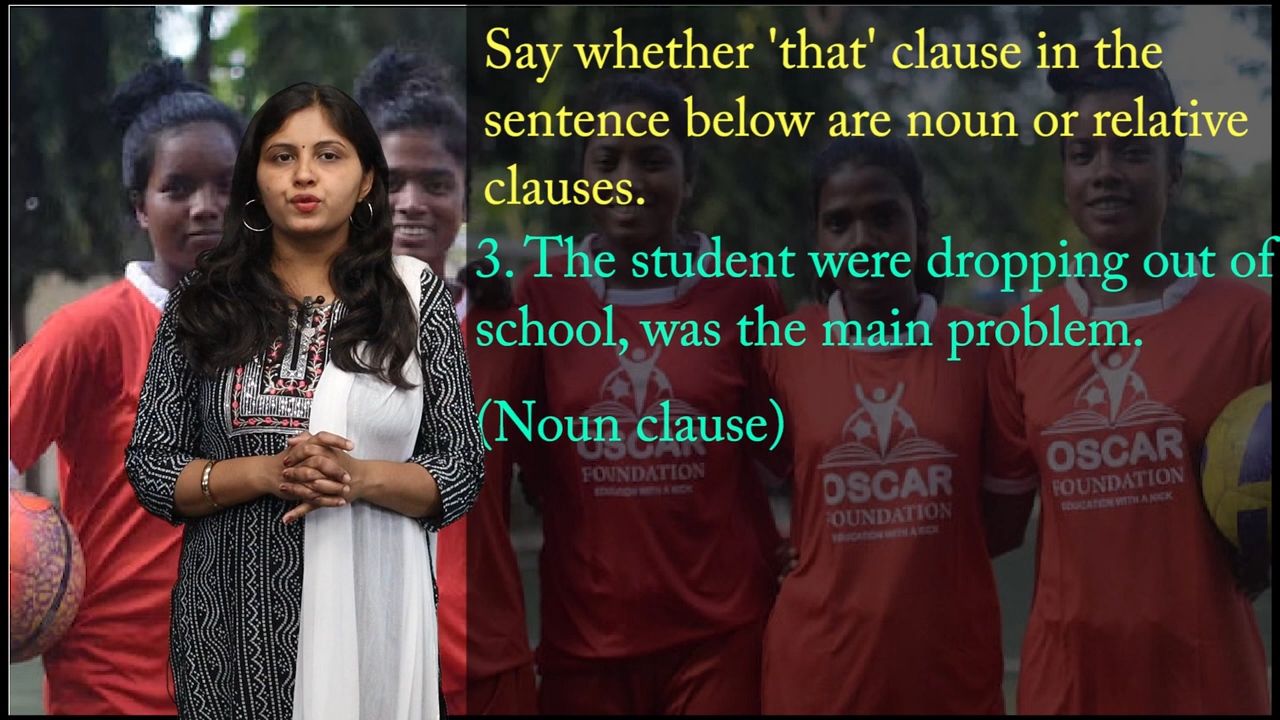 Say whether 'that' clause in the
sentence below are noun or relative
clauses.
3. The student were dropping out of
school, was the main problem.
(Noun clause)
OSCAR
FOUNDATION
EDUCATION WITH A KICK
OSCAR
FOUNDATION
EDUCATION WITH A KICK
OSCAR
FOUNDATION
EDUCATION WITH A KICK